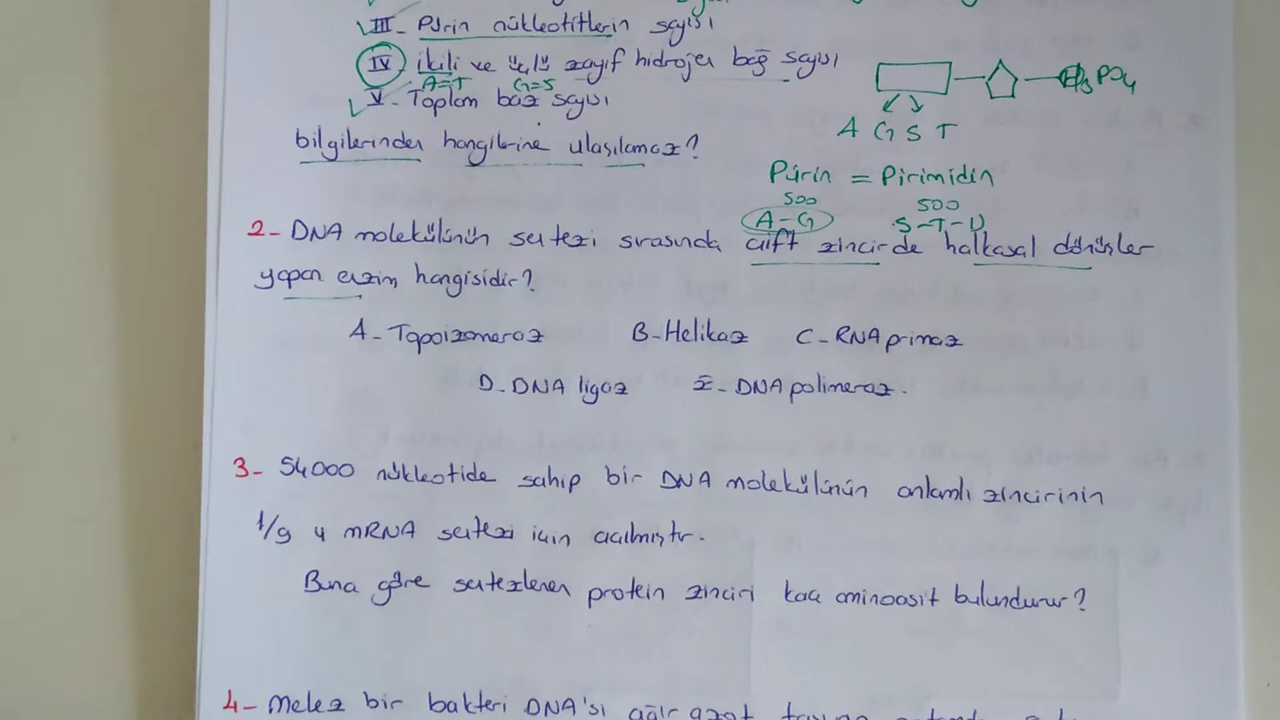 III- Pürin nükleotitlerin sayısı
IV İkili ve üçlü zayıf hidrojen bağ sayısı
A=T G≡S
V- Toplam baz sayısı
H3PO4
A G S T
bilgilerinden hangilerine ulaşılamaz?
Pürin = Pirimidin
500 500
A-G S-T-U
2- DNA molekülünün sentezi sırasında çift zincirde halkasal dönüşler
yapan enzim hangisidir?
A- Topoizomeraz B-Helikaz C-RNA primaz
D-DNA ligaz E-DNA polimeraz.
3- 54000 nükleotide sahip bir DNA molekülünün anlamlı zincirinin
1/9 u mRNA sentezi için açılmıştır.
Buna göre sentezlenen protein zinciri kaç aminoasit bulundurur?
4- Melez bir bakteri DNA'sı ağır azot